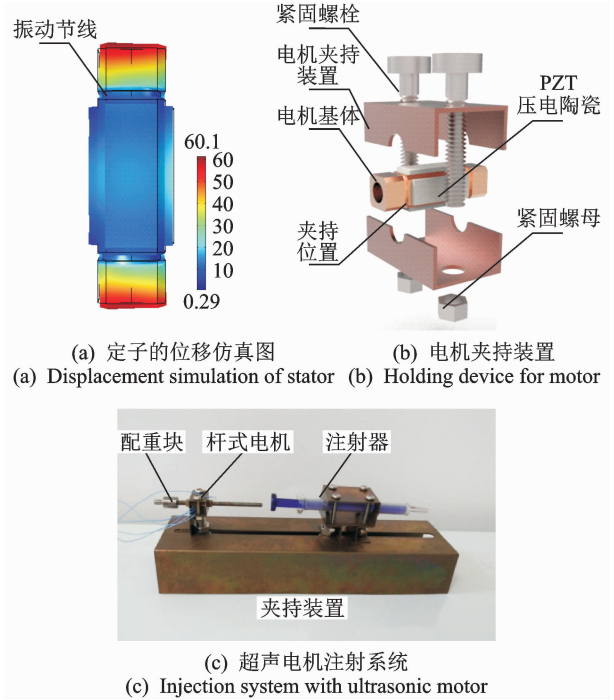 振动节线
60.1
60
50
40
30
20
10
0.29
(a) 定子的位移仿真图
(a) Displacement simulation of stator
紧固螺栓
电机夹持
装置
电机基体
PZT
压电陶瓷
夹持
位置
紧固螺母
(b) 电机夹持装置
(b) Holding device for motor
配重块
杆式电机
注射器
夹持装置
(c) 超声电机注射系统
(c) Injection system with ultrasonic motor